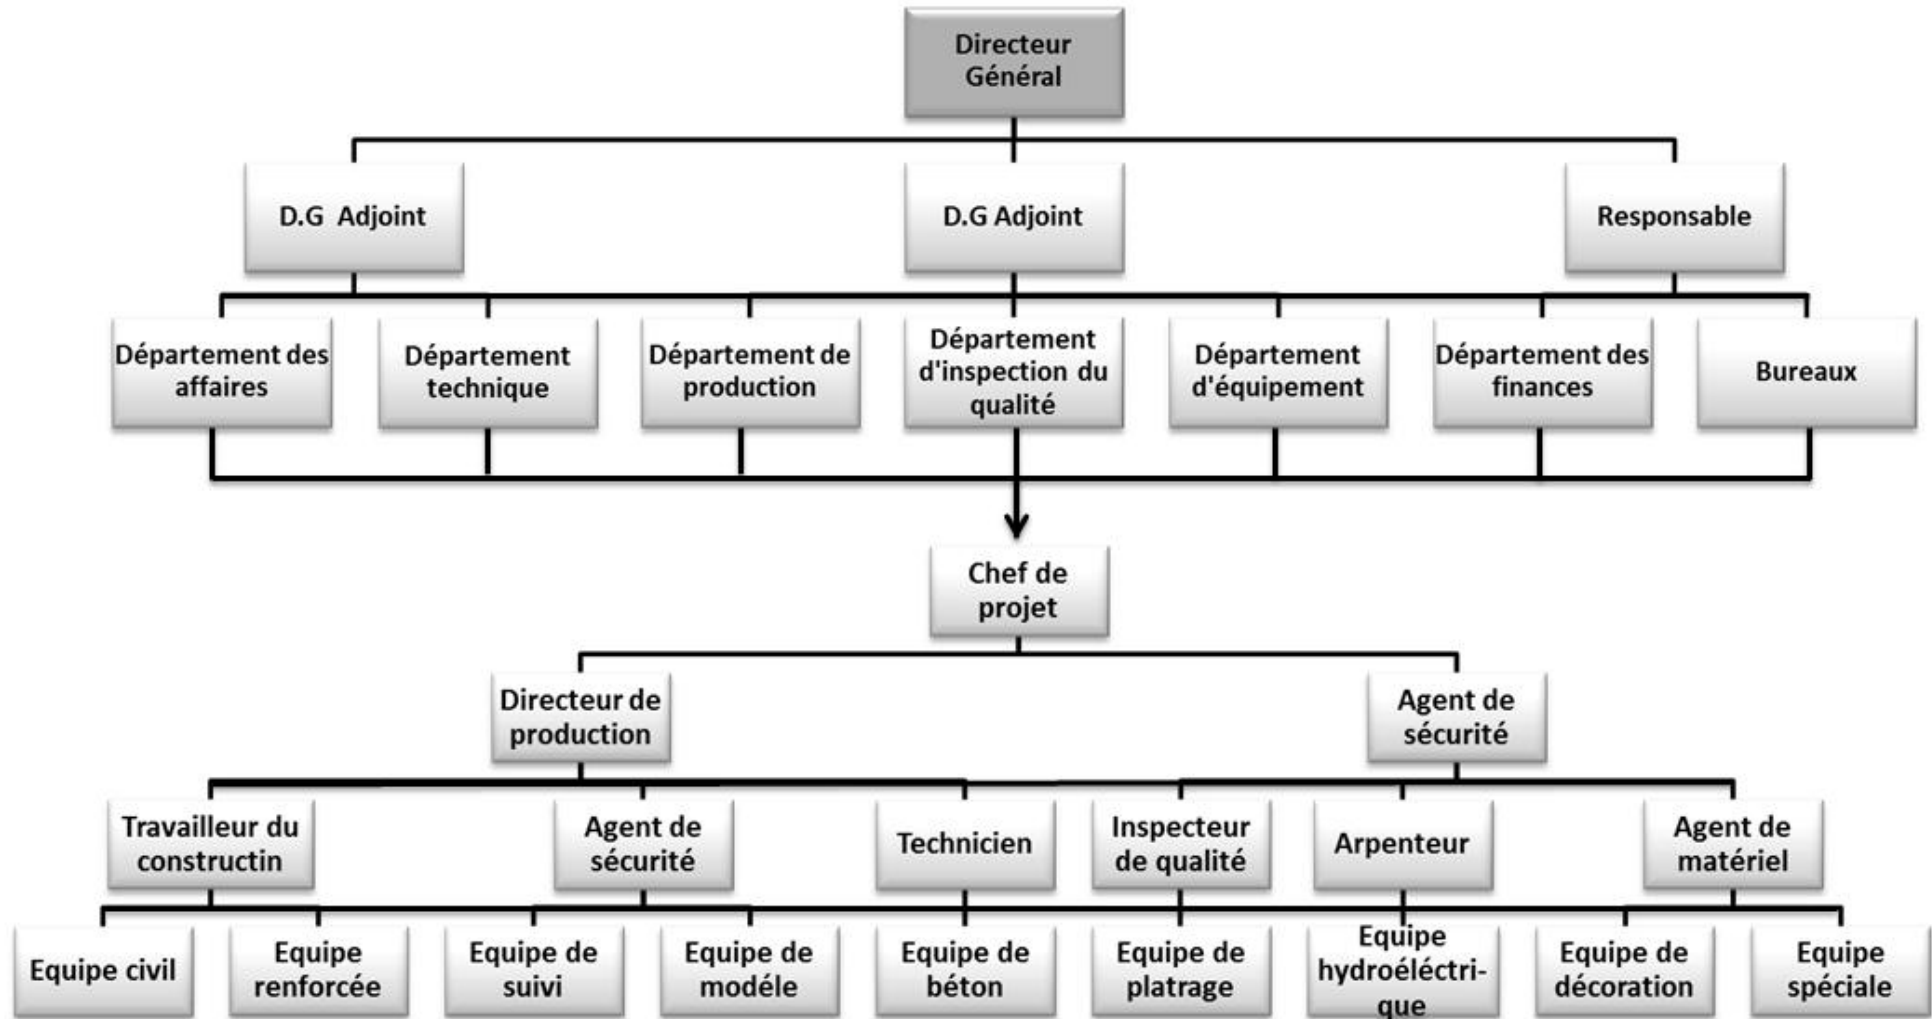 Directeur
Général
D.G Adjoint
D.G Adjoint
Responsable
Département des
affaires
Département
technique
Département de
production
Département
d'inspection du
qualité
Département
d'équipement
Département des
finances
Bureaux
Chef de
projet
Directeur de
production
Agent de
sécurité
Travailleur du
constructin
Agent de
sécurité
Technicien
Inspecteur
de qualité
Arpenteur
Agent de
matériel
Equipe civil
Equipe
renforcée
Equipe de
suivi
Equipe de
modéle
Equipe de
béton
Equipe de
platrage
Equipe
hydroéléctri-
que
Equipe de
décoration
Equipe
spéciale